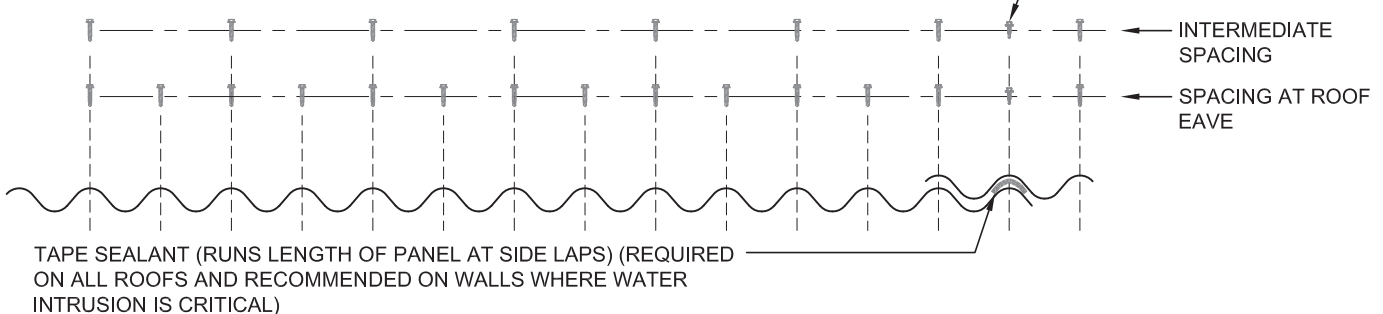 INTERMEDIATE
SPACING
SPACING AT ROOF
EAVE
TAPE SEALANT (RUNS LENGTH OF PANEL AT SIDE LAPS) (REQUIRED
ON ALL ROOFS AND RECOMMENDED ON WALLS WHERE WATER
INTRUSION IS CRITICAL)